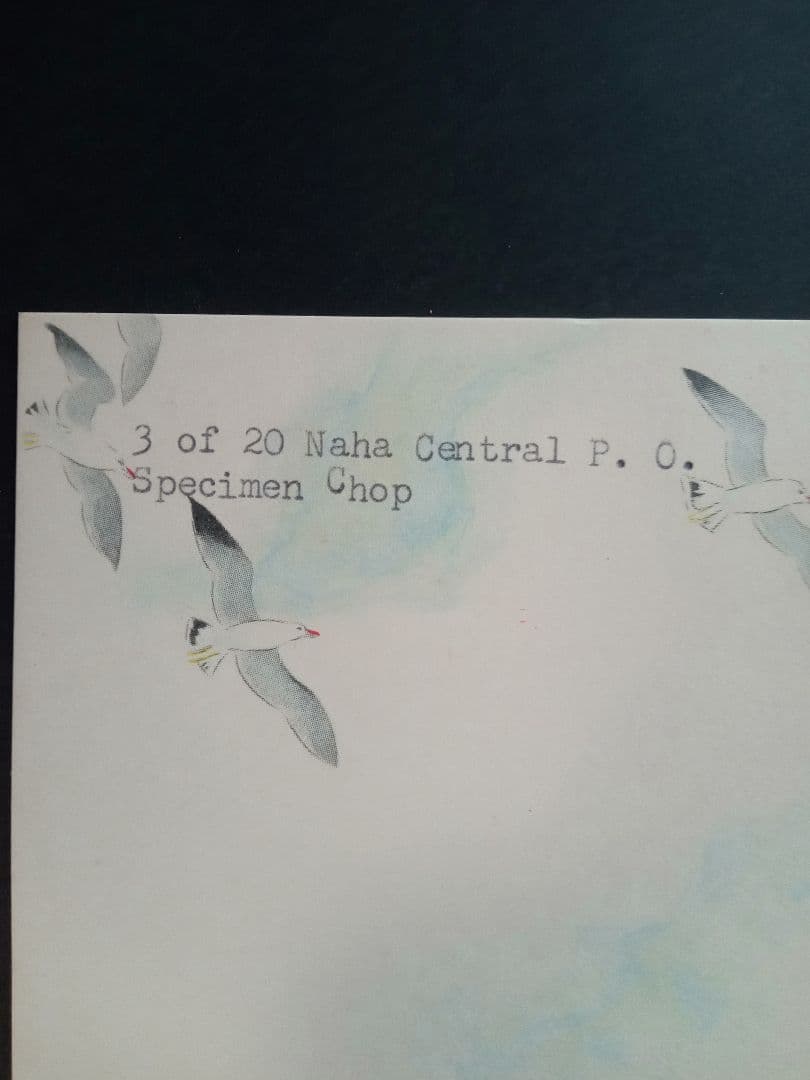 3 of 20 Naha Central P. O.
Specimen Chop